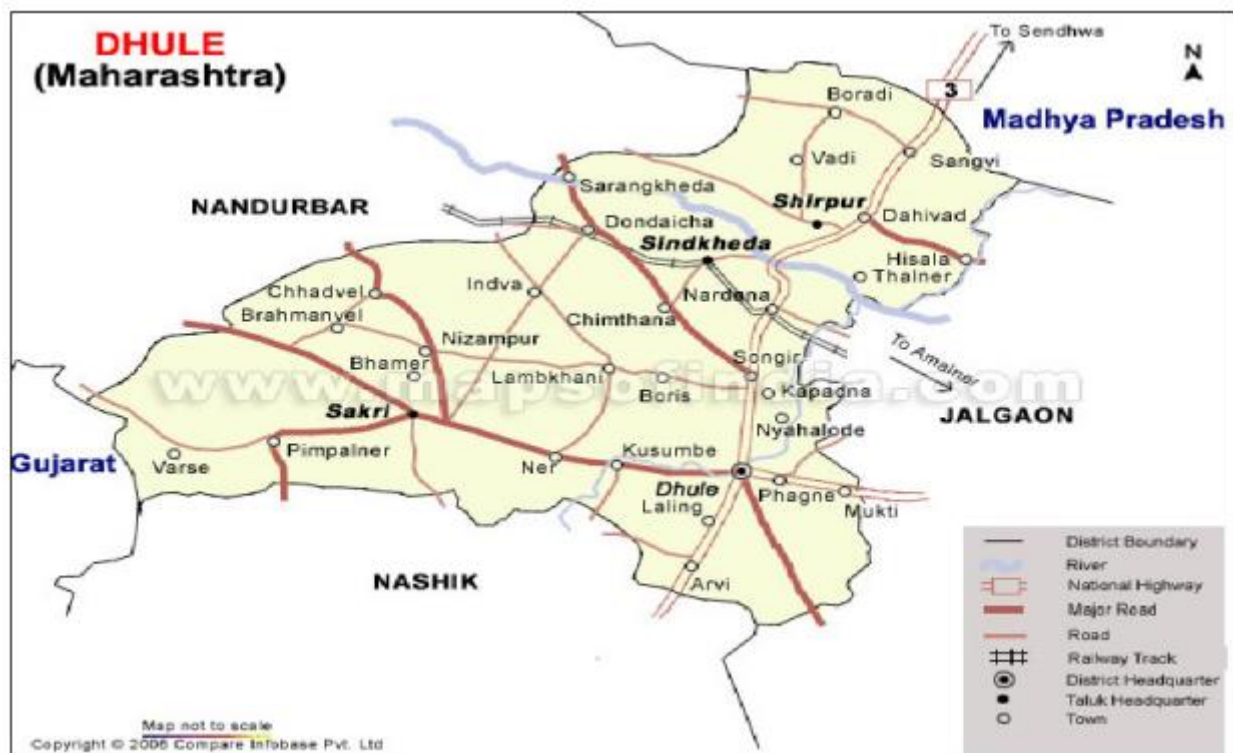 DHULE
(Maharashtra)
To Sendhwa
N
3
Madhya Pradesh
Boradi
Vadi
Sangvi
Sarangkheda
NANDURBAR
Shirpur
Dahivad
Dondaicha
Sindkheda
Hisala
Thalner
Indva
Chhadvel
Nardana
Chimthana
Brahmanvel
Nizampur
To Amalnar
Bhamer
Songir
Lambkhani
Boris
Kapadna
www.mapsofindia.com
JALGAON
Sakri
Nyahalode
Gujarat
Varse
Pimpalner
Ner
Kusumbe
Dhule
Phagne
Laling
Mukti
NASHIK
Arvi
District Boundary
River
National Highway
Major Road
Road
Railway Track
District Headquarter
Taluk Headquarter
Town
Map not to scale
Copyright © 2006 Compare Infobase Pvt. Ltd